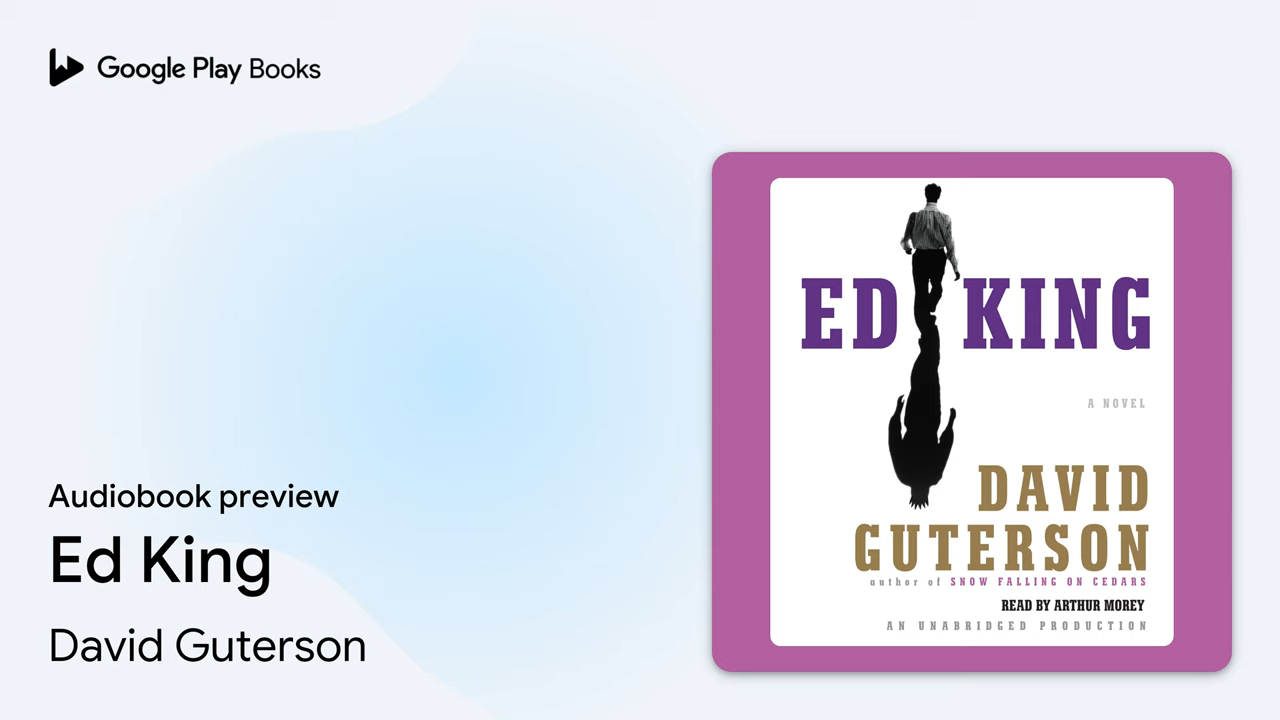 Google Play Books
Audiobook preview
Ed King
David Guterson
ED KING
A NOVEL
DAVID
GUTERSON
author of SNOW FALLING ON CEDARS
READ BY ARTHUR MOREY
AN UNABRIDGED PRODUCTION